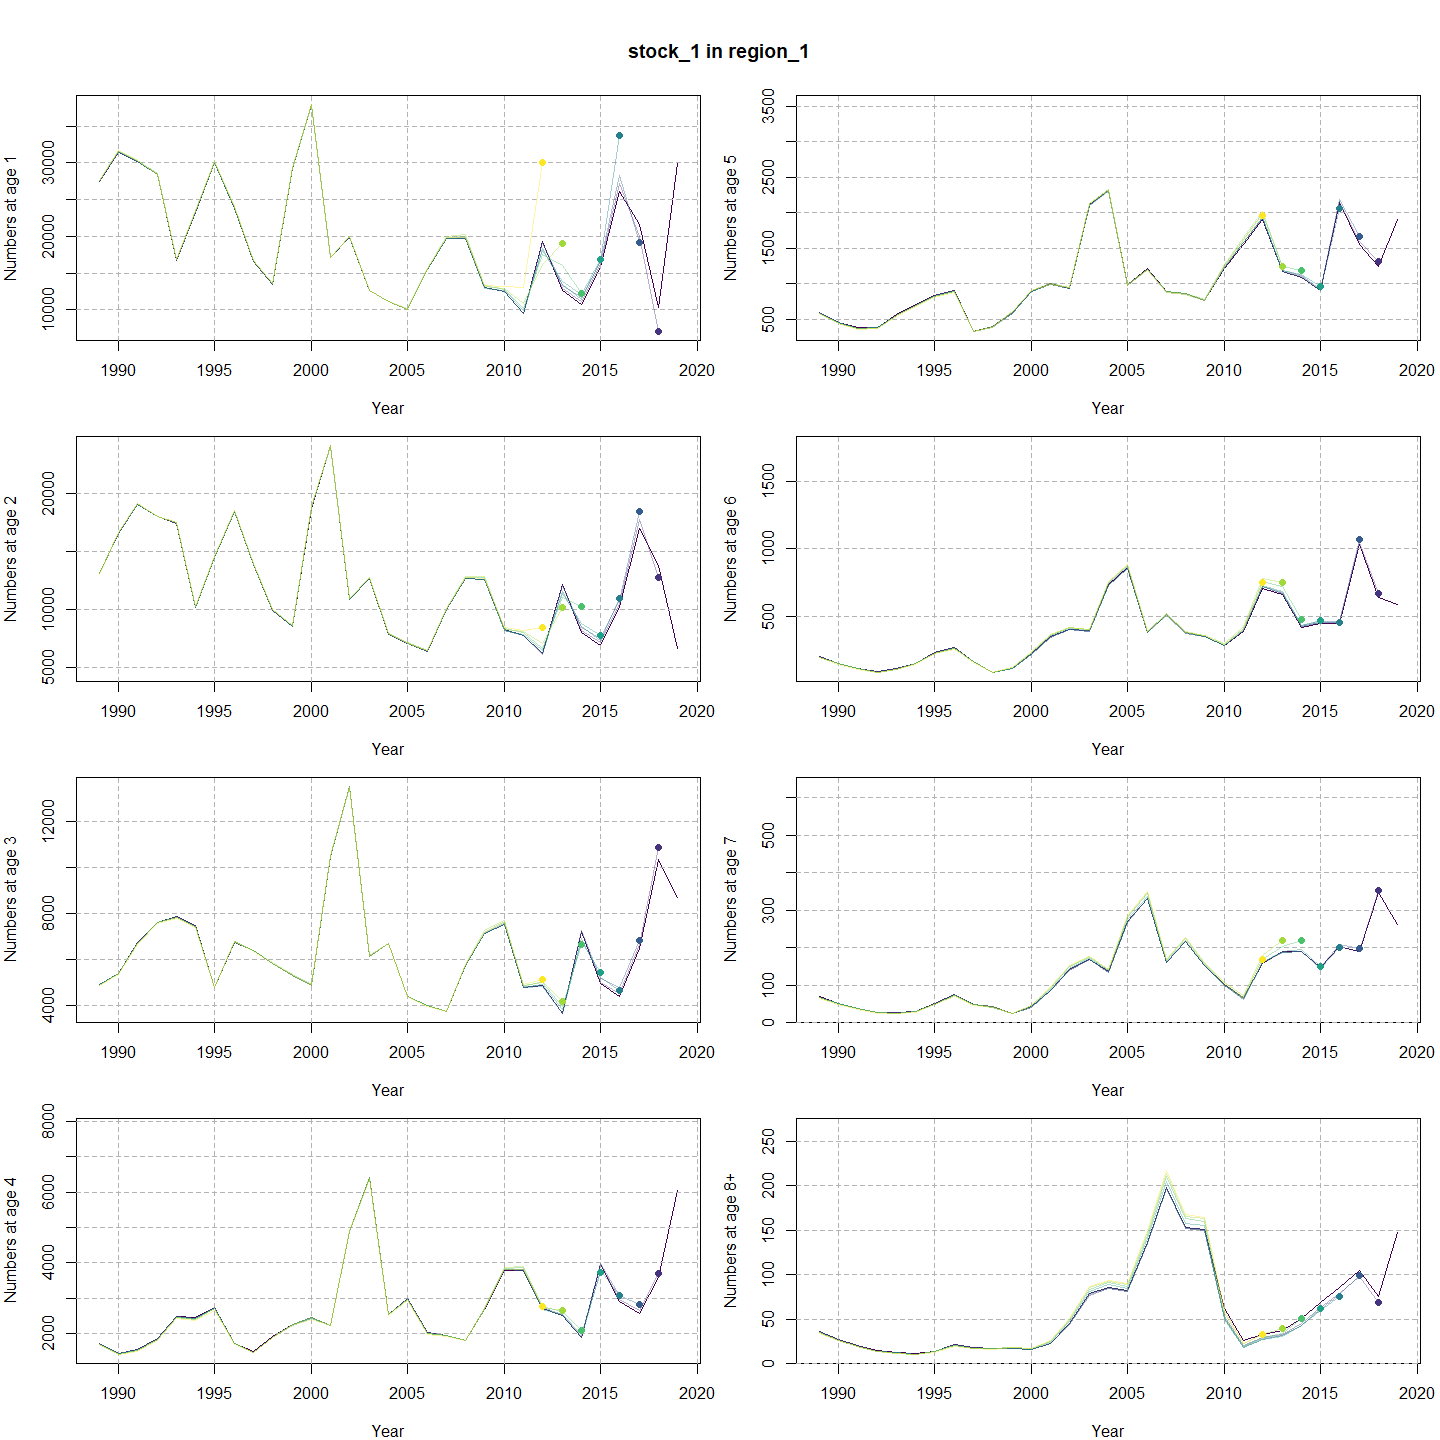 stock_1 in region_1
Numbers at age 1
10000 20000 30000
1990 1995 2000 2005 2010 2015 2020
Year
Numbers at age 5
500 1500 2500 3500
1990 1995 2000 2005 2010 2015 2020
Year
Numbers at age 2
5000 10000 20000
1990 1995 2000 2005 2010 2015 2020
Year
Numbers at age 6
500 1000 1500
1990 1995 2000 2005 2010 2015 2020
Year
Numbers at age 3
4000 8000 12000
1990 1995 2000 2005 2010 2015 2020
Year
Numbers at age 7
0 100 300 500
1990 1995 2000 2005 2010 2015 2020
Year
Numbers at age 4
2000 4000 6000 8000
1990 1995 2000 2005 2010 2015 2020
Year
Numbers at age 8+
0 50 100 150 200 250
1990 1995 2000 2005 2010 2015 2020
Year